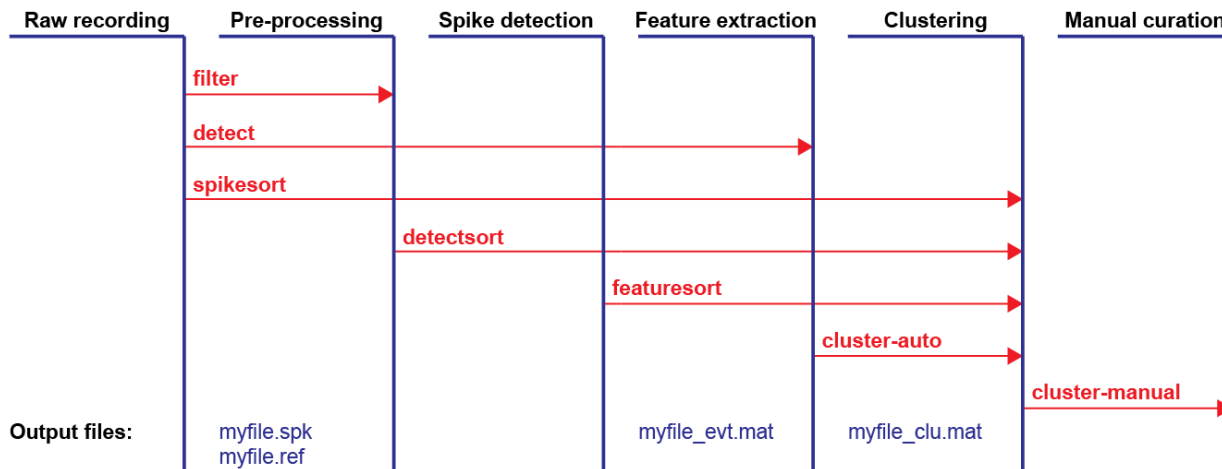 Raw recording Pre-processing Spike detection Feature extraction Clustering Manual curation
filter
detect
spikesort
detectsort
featuresort
cluster-auto
cluster-manual
Output files: myfile.spk myfile_evt.mat myfile_clu.mat
myfile.ref